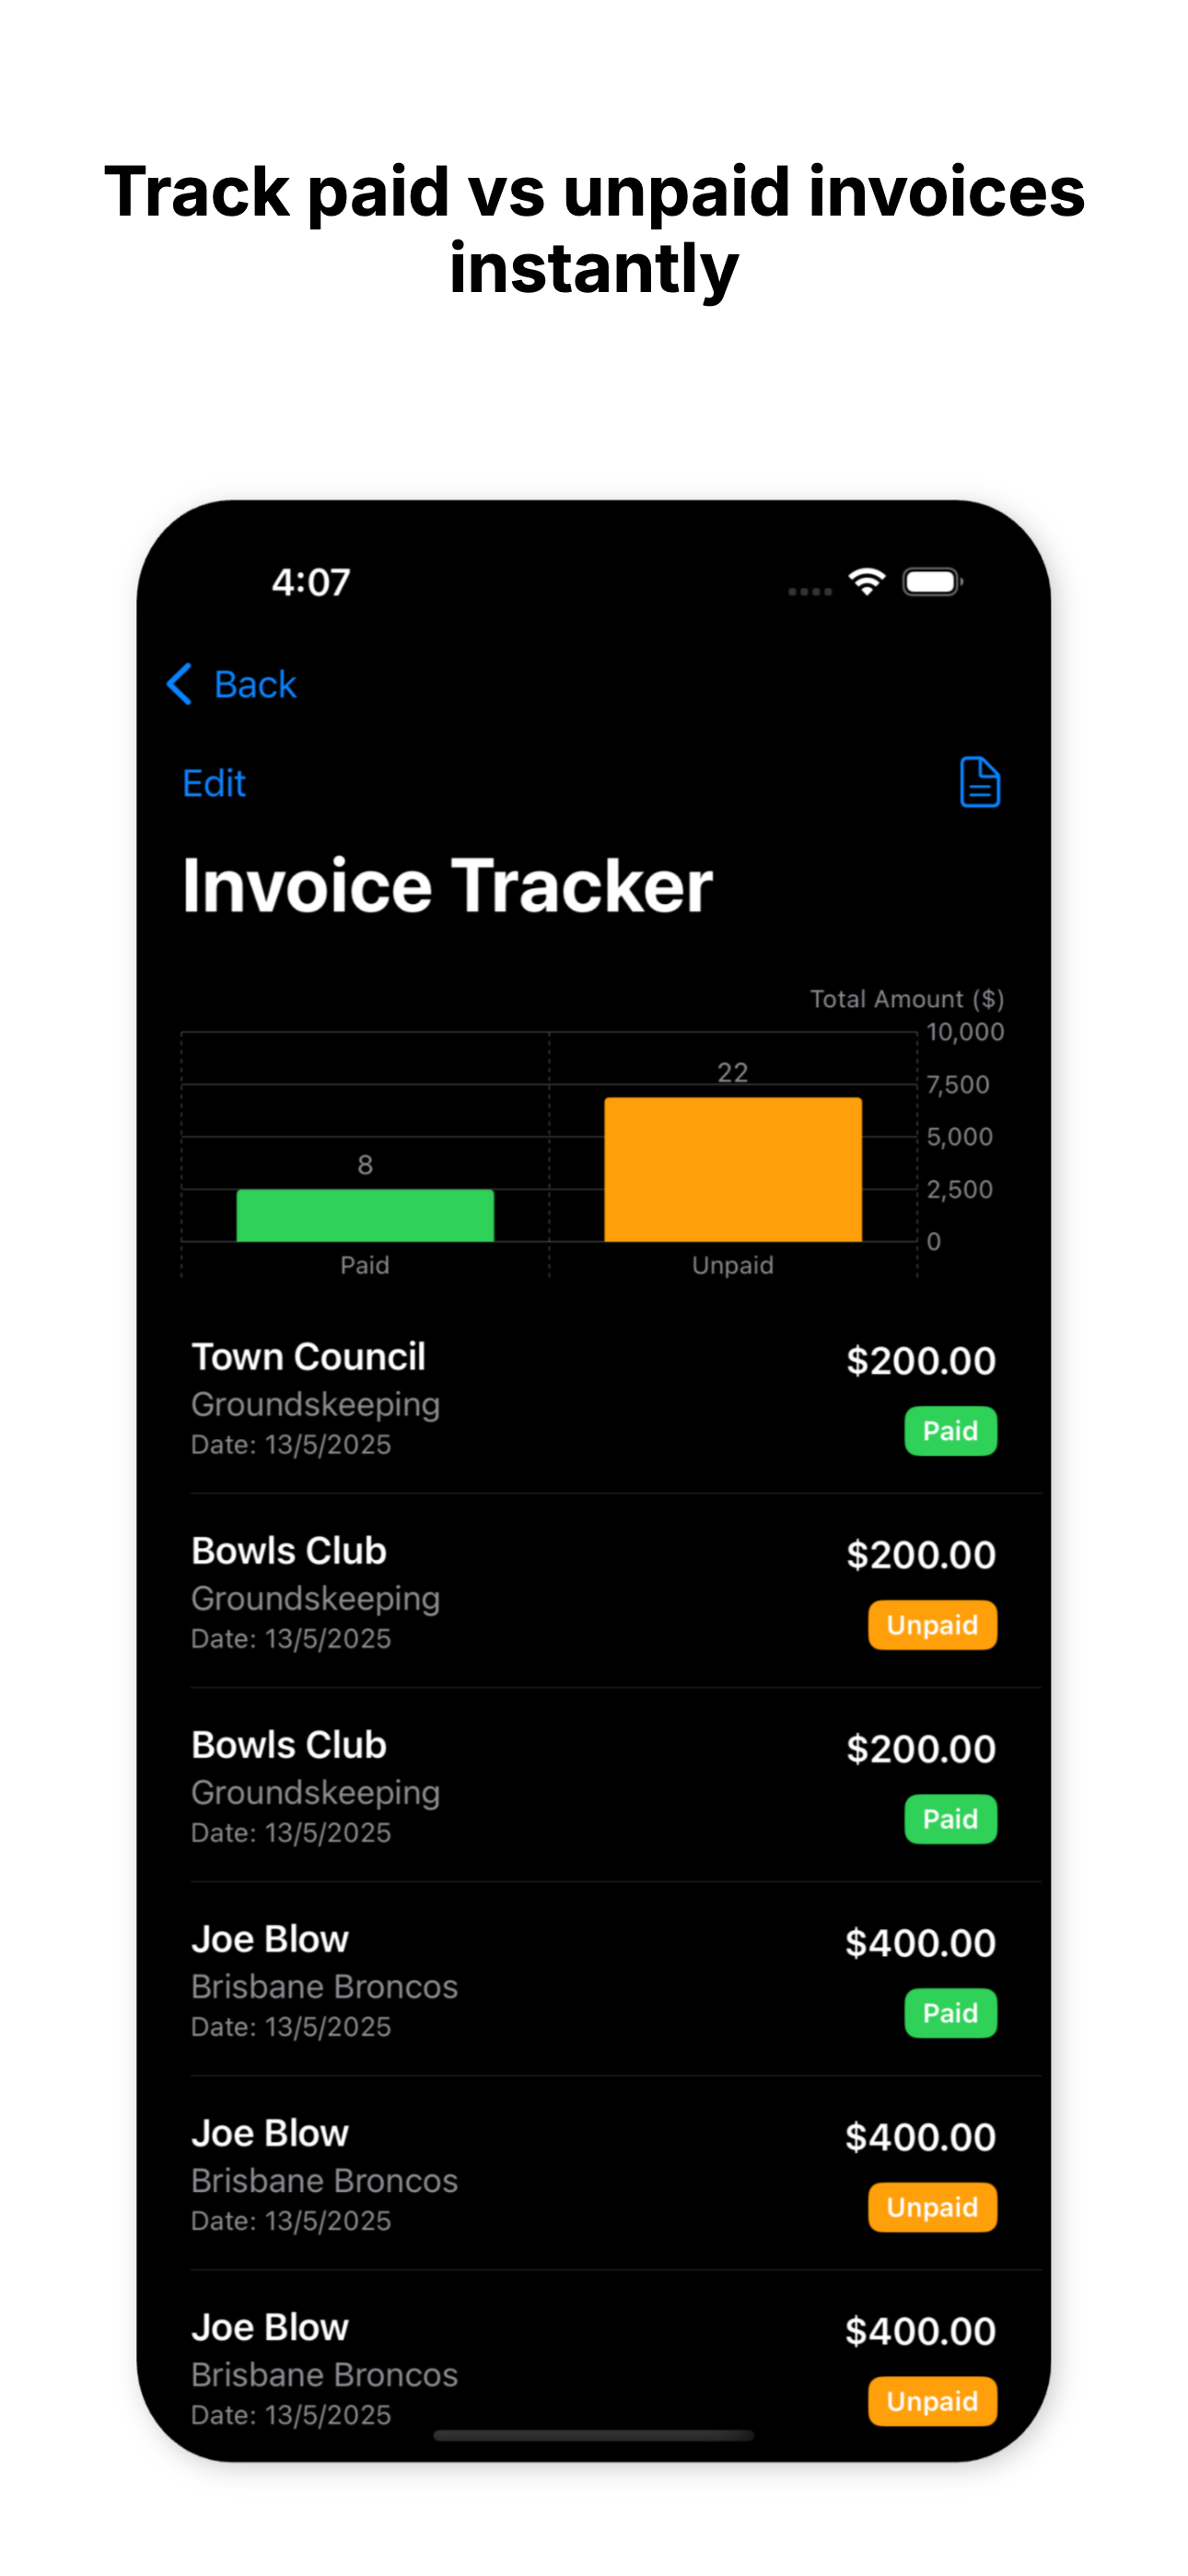 Track paid vs unpaid invoices
instantly
4:07
Back
Edit
Invoice Tracker
Total Amount ($)
10,000
22
7,500
5,000
8
2,500
0
Paid
Unpaid
Town Council
$200.00
Groundskeeping
Paid
Date: 13/5/2025
Bowls Club
$200.00
Groundskeeping
Unpaid
Date: 13/5/2025
Bowls Club
$200.00
Groundskeeping
Paid
Date: 13/5/2025
Joe Blow
$400.00
Brisbane Broncos
Paid
Date: 13/5/2025
Joe Blow
$400.00
Brisbane Broncos
Unpaid
Date: 13/5/2025
Joe Blow
$400.00
Brisbane Broncos
Unpaid
Date: 13/5/2025